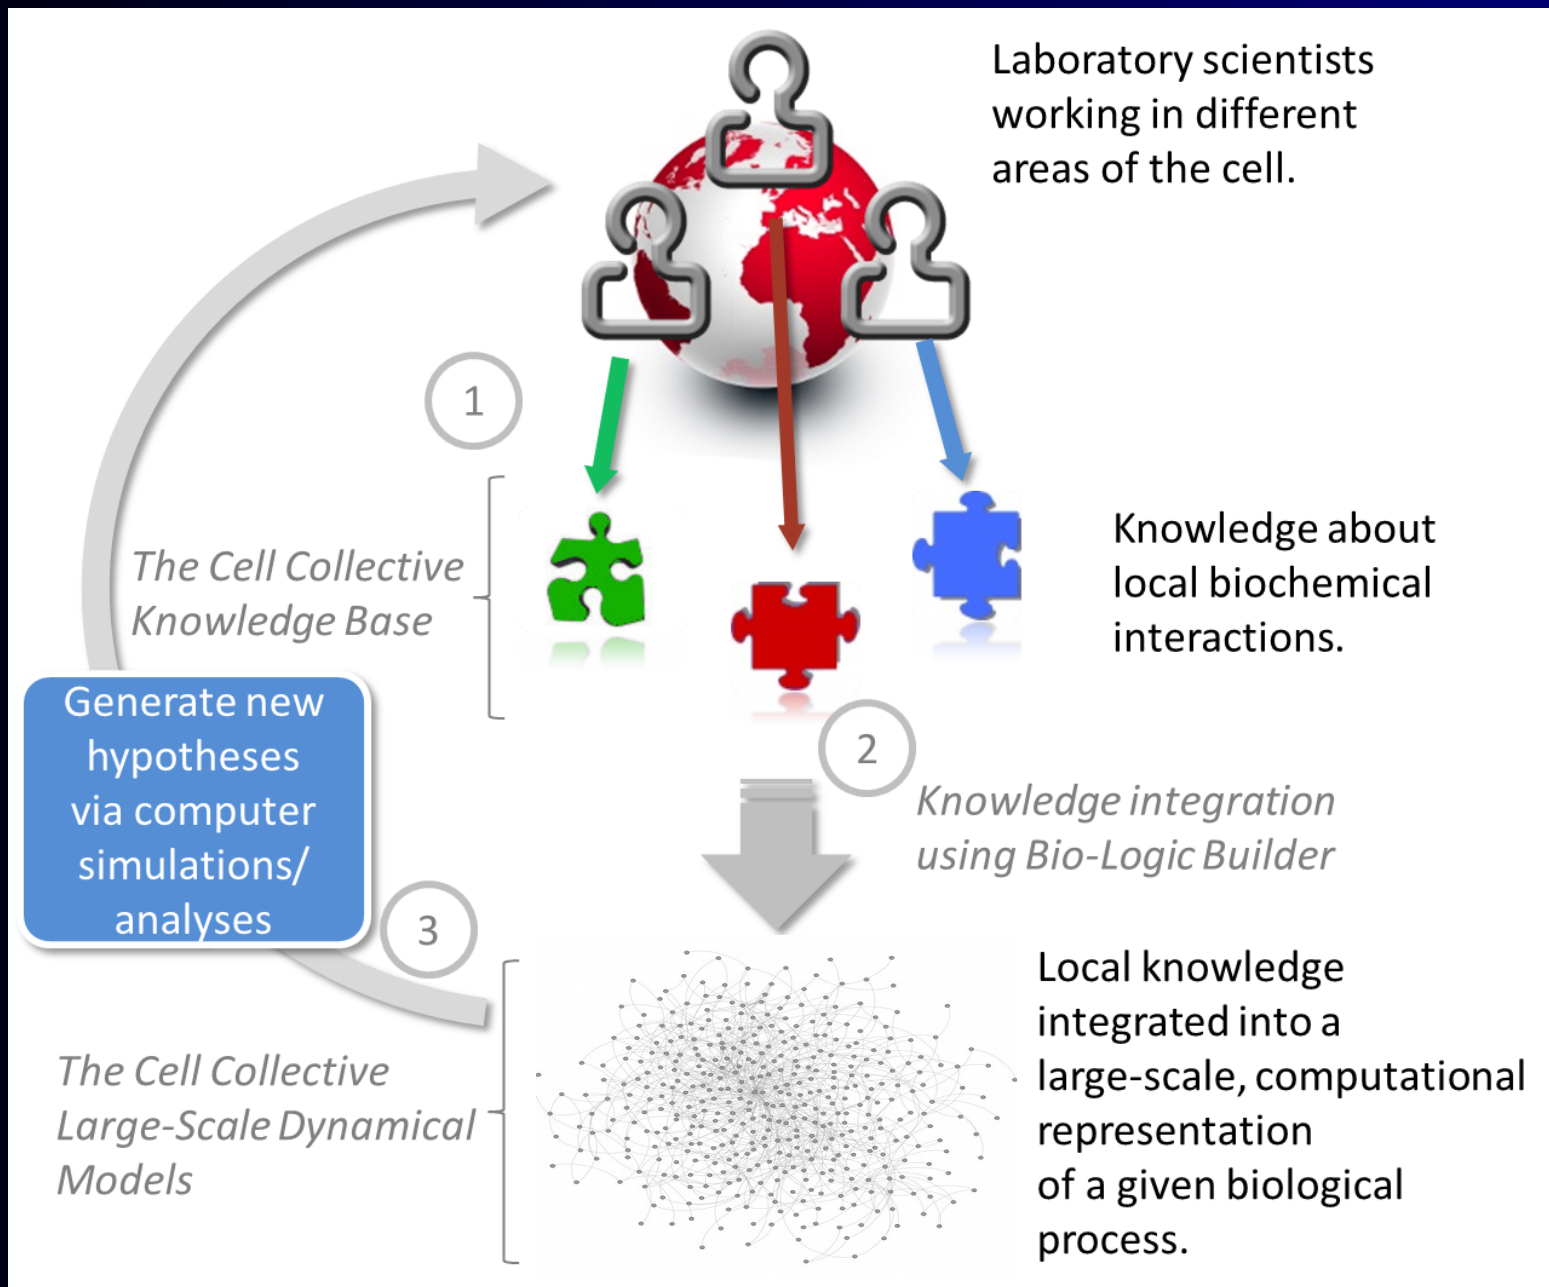 Laboratory scientists
working in different
areas of the cell.
1
The Cell Collective
Knowledge Base
Knowledge about
local biochemical
interactions.
Generate new
hypotheses
via computer
simulations/
analyses
2
Knowledge integration
using Bio-Logic Builder
3
The Cell Collective
Large-Scale Dynamical
Models
Local knowledge
integrated into a
large-scale, computational
representation
of a given biological
process.